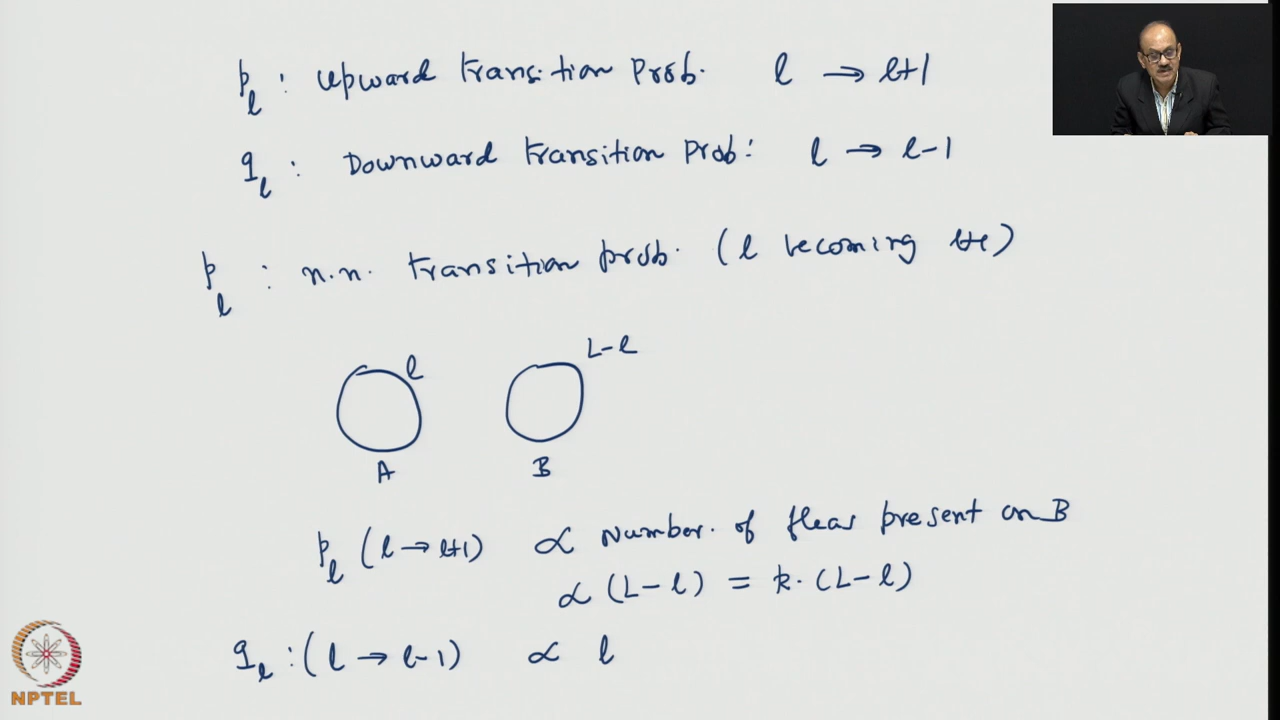 p_l : upward transition Prob. l → l+1
q_l : Downward transition Prob: l → l-1
p_l : n.n. transition prob. (l becoming l+1)
l L-l
A B
p_l (l → l+1) ∝ Number. of fleas present on B
∝ (L-l) = k. (L-l)
q_l : (l → l-1) ∝ l
NPTEL